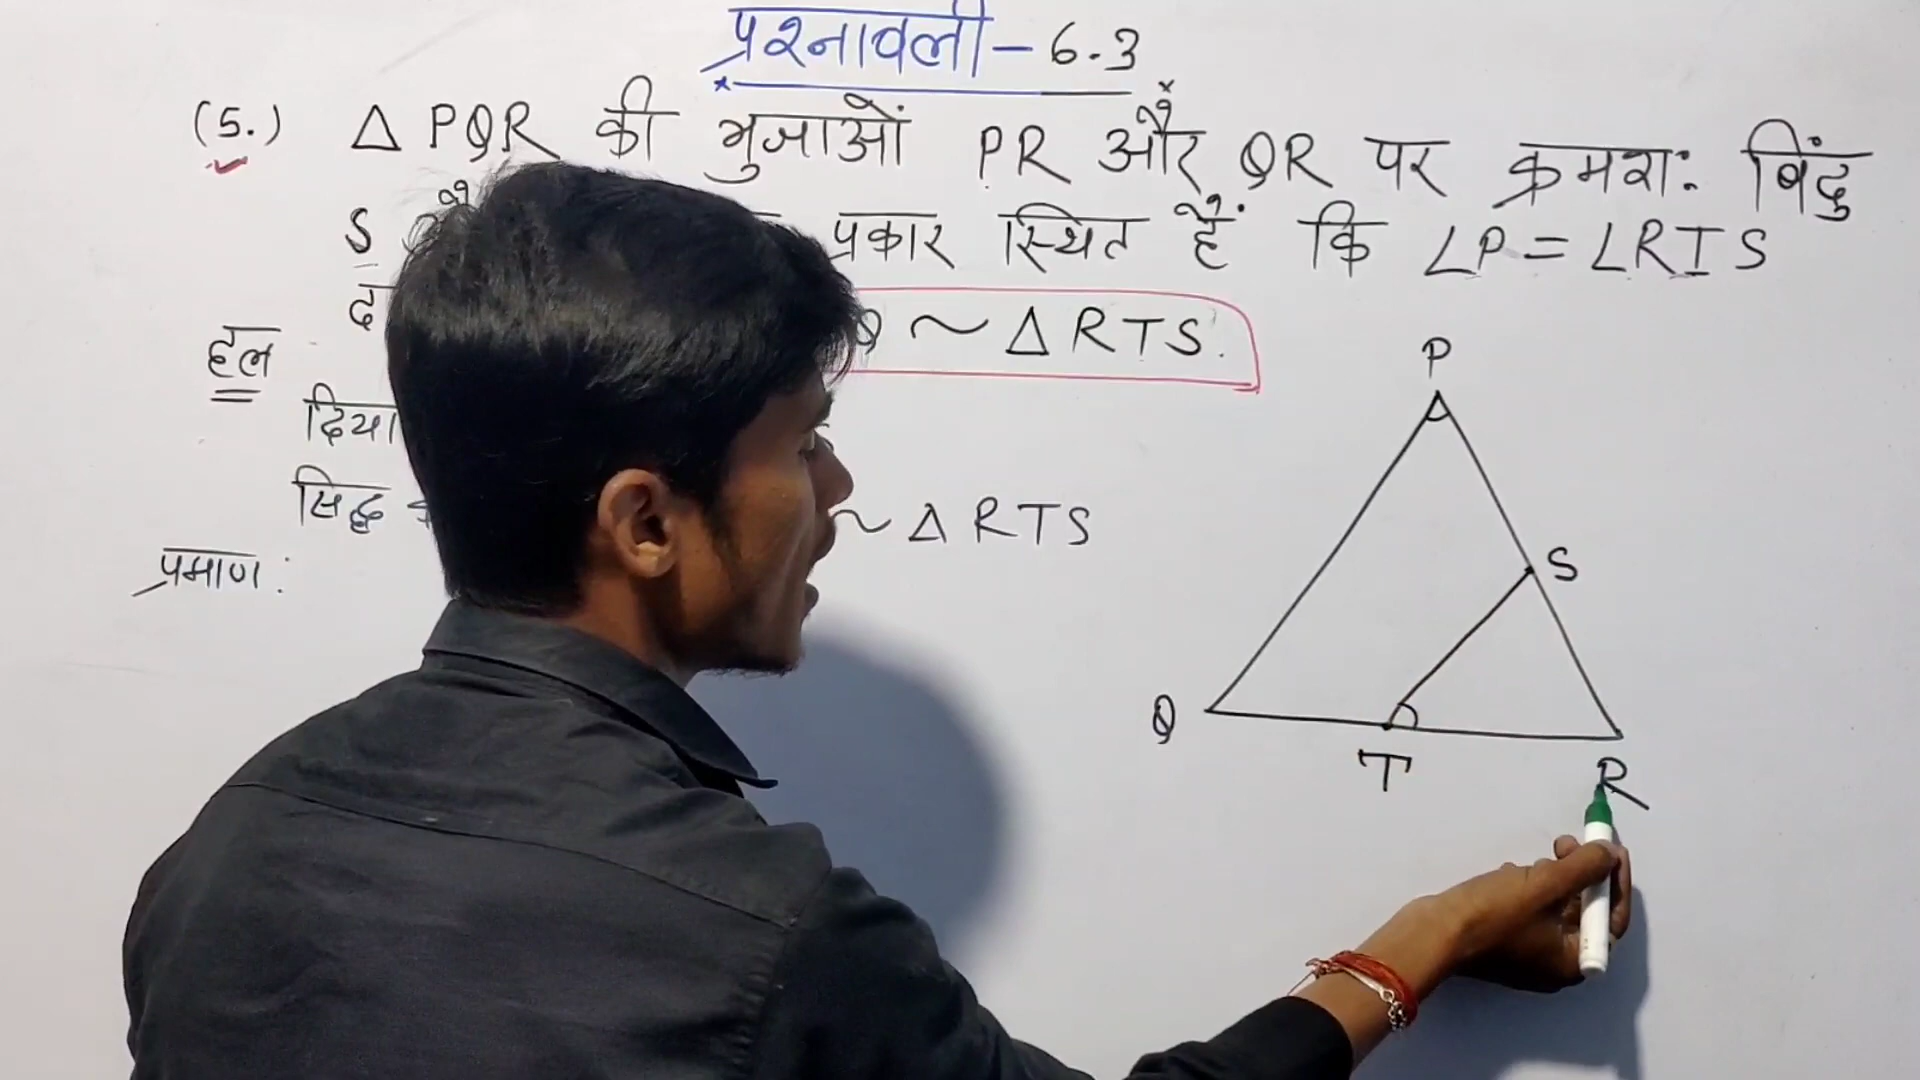 प्रश्नावली - 6.3
(5.) Δ PQR की भुजाओं PR और QR पर क्रमशः बिंदु
S प्रकार स्थित हैं कि ∠P = ∠RTS
~ Δ RTS.
हल
दिया
सिद्ध ~ Δ RTS
प्रमाण :
P
S
Q
T
R